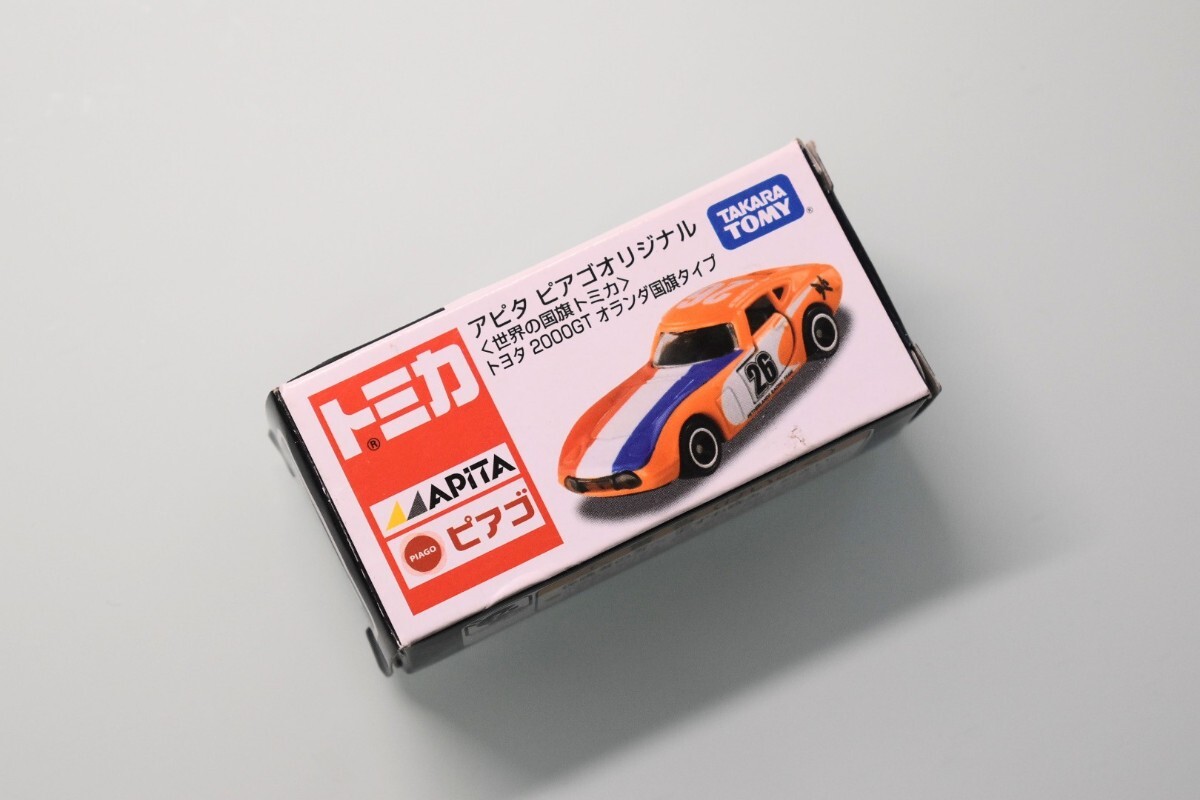 TAKARA
TOMY®
アピタ ピアゴオリジナル
<世界の国旗トミカ>
トヨタ 2000GT オランダ国旗タイプ
トミカ®
APiTA
PIAGO ピアゴ
26
26